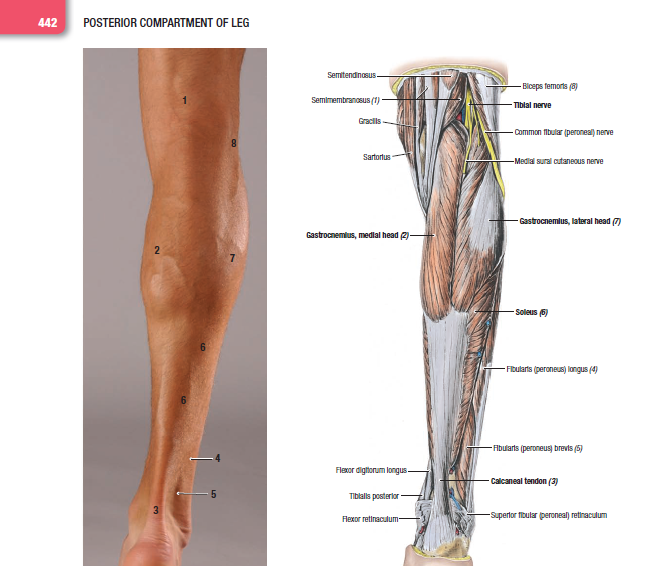 442 POSTERIOR COMPARTMENT OF LEG
1
8
2
7
6
6
4
5
3
Semitendinosus
Semimembranosus (1)
Gracilis
Sartorius
Gastrocnemius, medial head (2)
Flexor digitorum longus
Tibialis posterior
Flexor retinaculum
Biceps femoris (8)
Tibial nerve
Common fibular (peroneal) nerve
Medial sural cutaneous nerve
Gastrocnemius, lateral head (7)
Soleus (6)
Fibularis (peroneus) longus (4)
Fibularis (peroneus) brevis (5)
Calcaneal tendon (3)
Superior fibular (peroneal) retinaculum